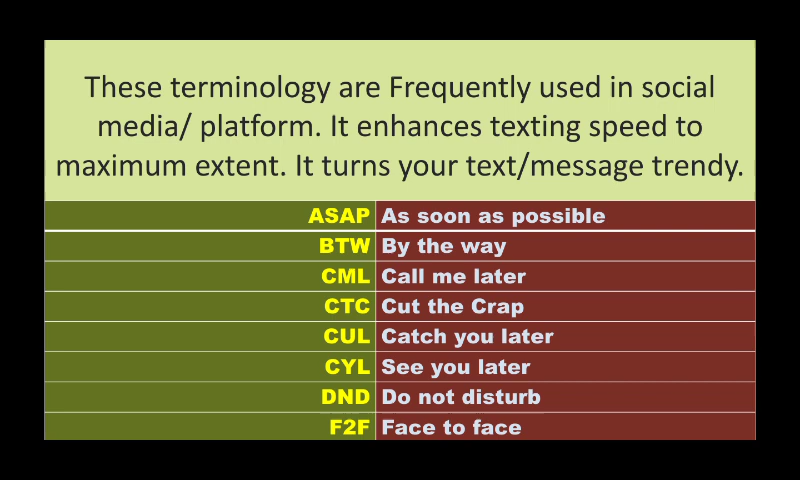 These terminology are Frequently used in social
media/ platform. It enhances texting speed to
maximum extent. It turns your text/message trendy.
ASAP As soon as possible
BTW By the way
CML Call me later
CTC Cut the Crap
CUL Catch you later
CYL See you later
DND Do not disturb
F2F Face to face